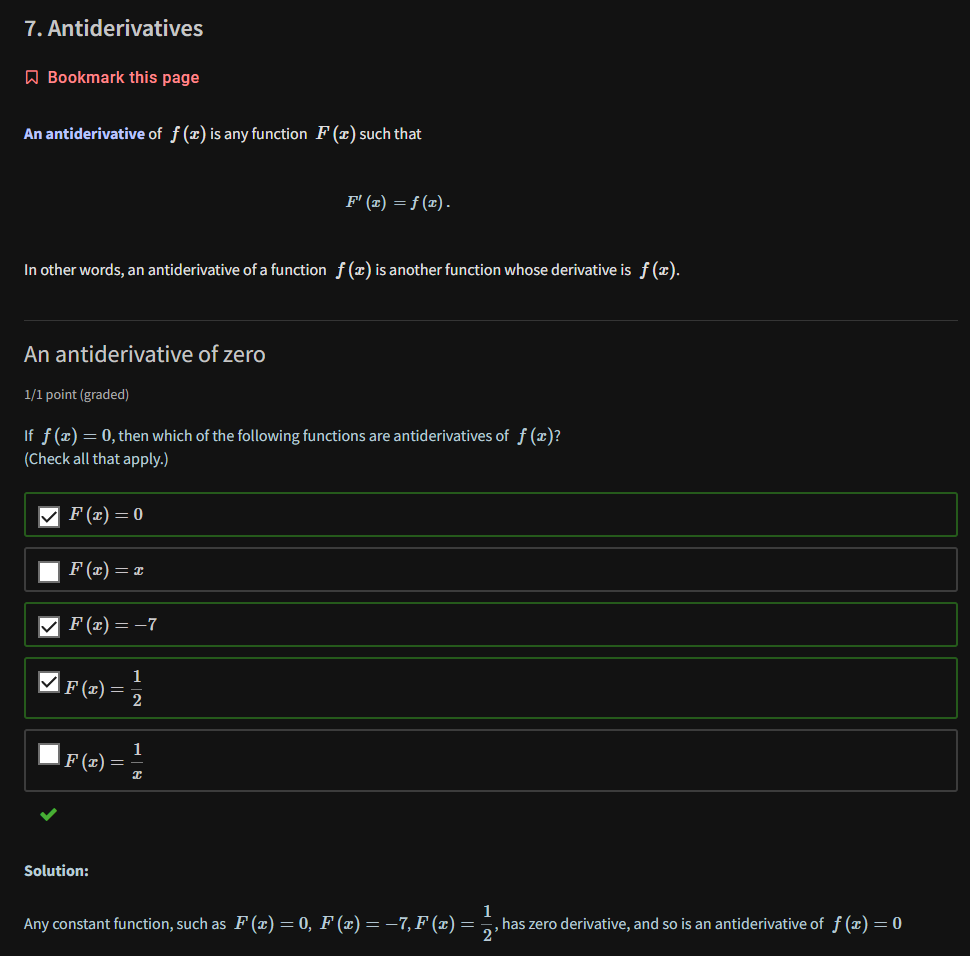 7. Antiderivatives
Bookmark this page
An antiderivative of f (x) is any function F (x) such that
F′ (x) = f (x) .
In other words, an antiderivative of a function f (x) is another function whose derivative is f (x).
An antiderivative of zero
1/1 point (graded)
If f (x) = 0, then which of the following functions are antiderivatives of f (x)?
(Check all that apply.)
F (x) = 0
F (x) = x
F (x) = −7
F (x) = 1/2
F (x) = 1/x
Solution:
Any constant function, such as F (x) = 0, F (x) = −7, F (x) = 1/2, has zero derivative, and so is an antiderivative of f (x) = 0